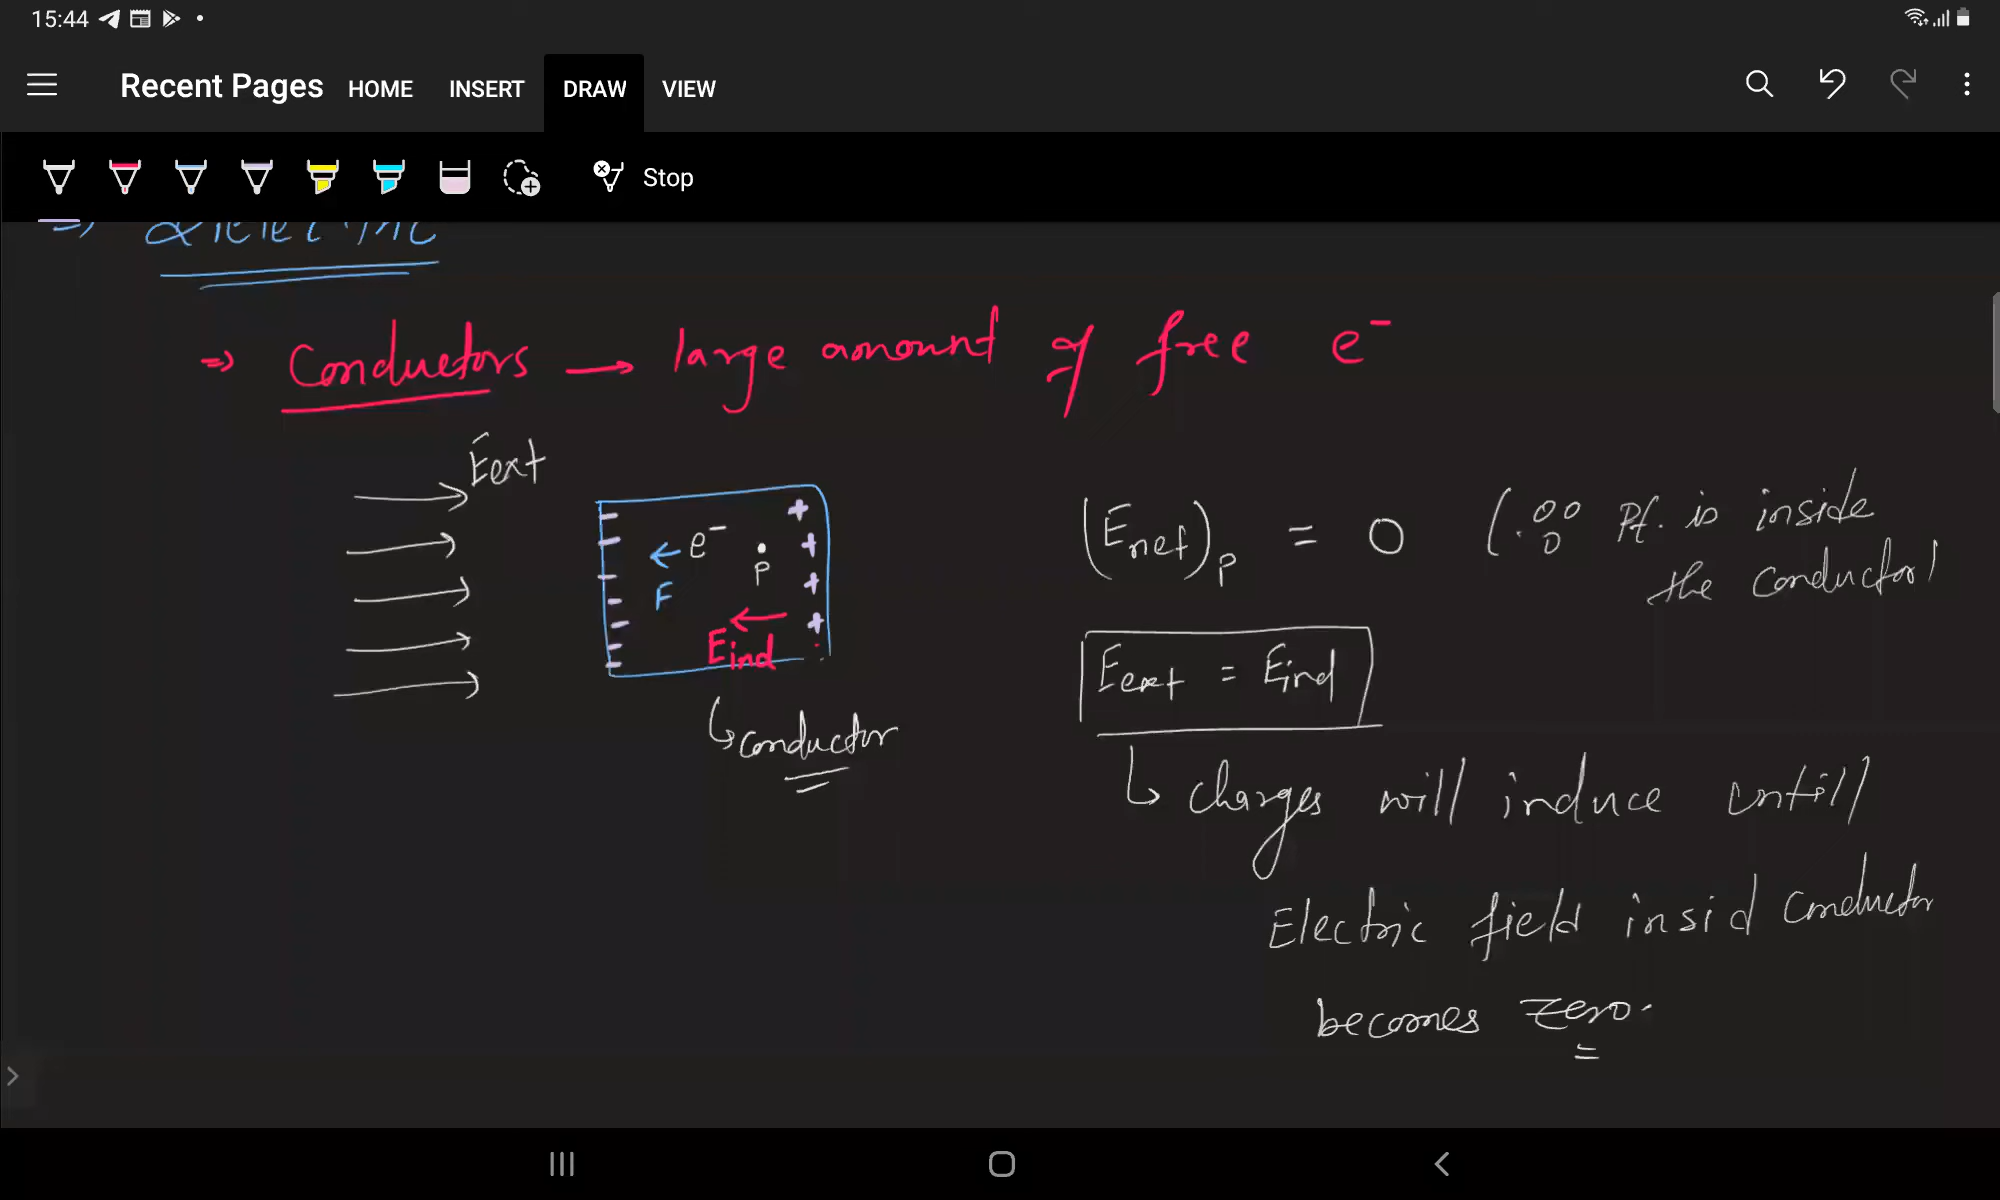 15:44
Recent Pages HOME INSERT DRAW VIEW
Stop
⇒ Conductors → large amount of free e⁻
Eext
e⁻
P
F
Eind
↳ conductor
(Enet)p = 0 (∵ Pt. is inside
the conductor)
Eext = Eind
↳ charges will induce untill
Electric field insid conductor
becomes zero.